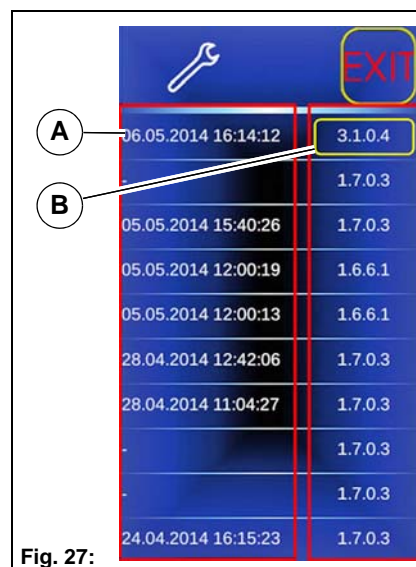 EXIT
A
06.05.2014 16:14:12 3.1.0.4
B
- 1.7.0.3
05.05.2014 15:40:26 1.7.0.3
05.05.2014 12:00:19 1.6.6.1
05.05.2014 12:00:13 1.6.6.1
28.04.2014 12:42:06 1.7.0.3
28.04.2014 11:04:27 1.7.0.3
- 1.7.0.3
- 1.7.0.3
24.04.2014 16:15:23 1.7.0.3
Fig. 27: